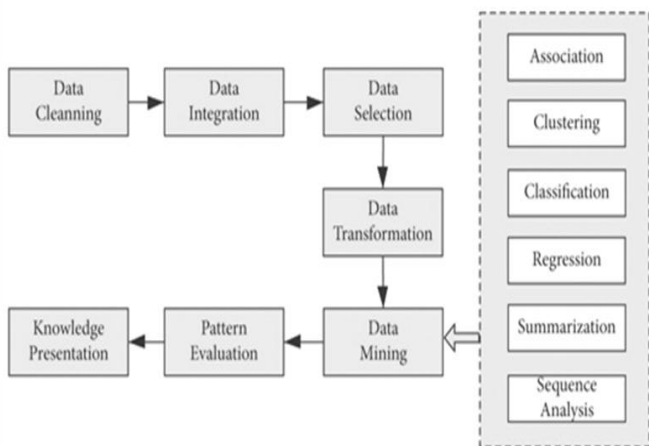 Data
Cleanning
Data
Integration
Data
Selection
Data
Transformation
Data
Mining
Pattern
Evaluation
Knowledge
Presentation
Association
Clustering
Classification
Regression
Summarization
Sequence
Analysis